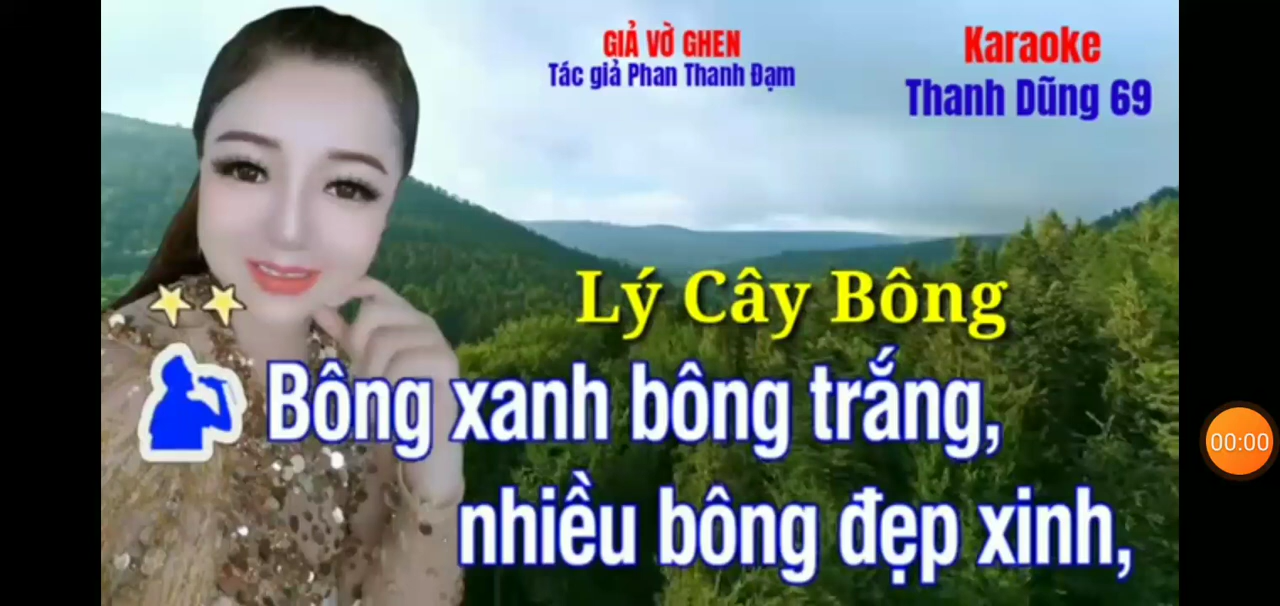 GIẢ VỜ GHEN
Tác giả Phan Thanh Đạm
Karaoke
Thanh Dũng 69
Lý Cây Bông
Bông xanh bông trắng,
nhiều bông đẹp xinh,
00:00